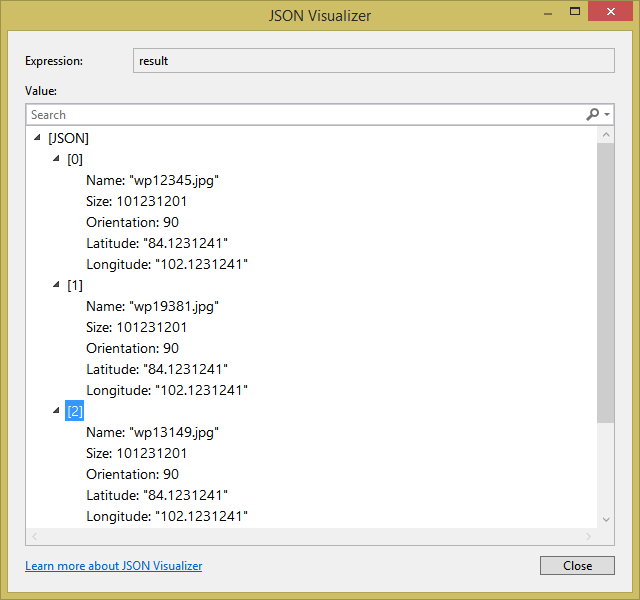 JSON Visualizer
Expression: result
Value:
Search
[JSON]
[0]
Name: "wp12345.jpg"
Size: 101231201
Orientation: 90
Latitude: "84.1231241"
Longitude: "102.1231241"
[1]
Name: "wp19381.jpg"
Size: 101231201
Orientation: 90
Latitude: "84.1231241"
Longitude: "102.1231241"
[2]
Name: "wp13149.jpg"
Size: 101231201
Orientation: 90
Latitude: "84.1231241"
Longitude: "102.1231241"
Learn more about JSON Visualizer
Close